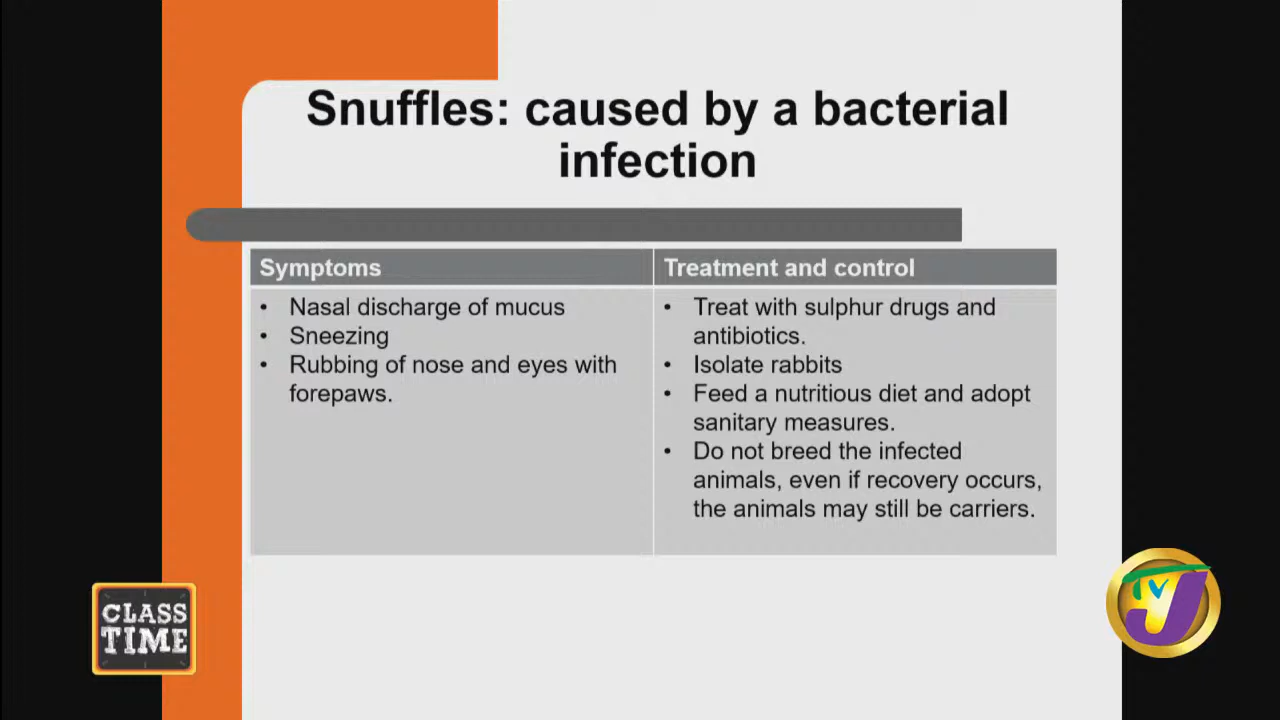 Snuffles: caused by a bacterial
infection
Symptoms
Treatment and control
• Nasal discharge of mucus
• Sneezing
• Rubbing of nose and eyes with
forepaws.
• Treat with sulphur drugs and
antibiotics.
• Isolate rabbits
• Feed a nutritious diet and adopt
sanitary measures.
• Do not breed the infected
animals, even if recovery occurs,
the animals may still be carriers.
CLASS
TIME
TVJ